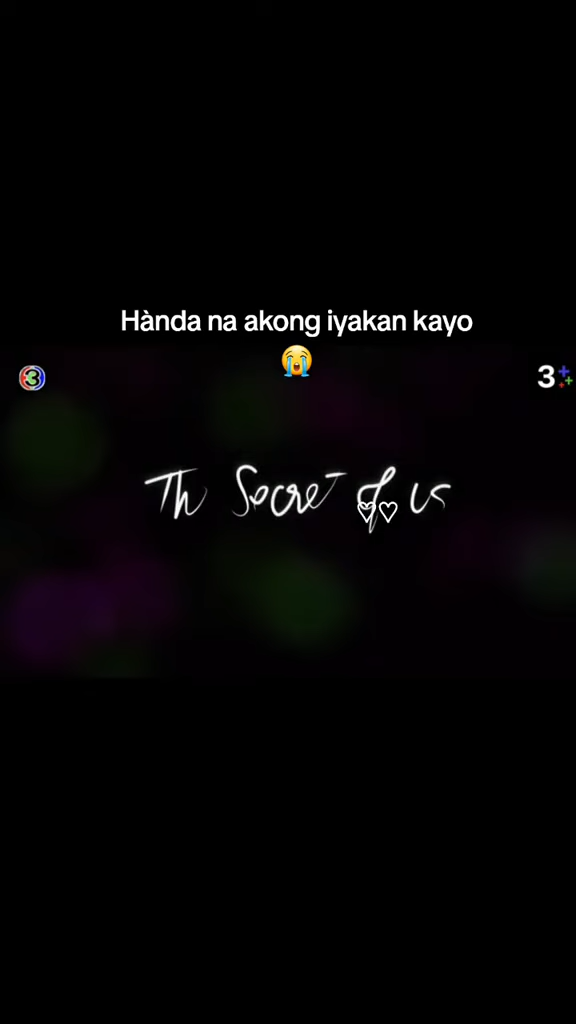 Hànda na akong iyakan kayo
😭
3 3+
Th Secret of us